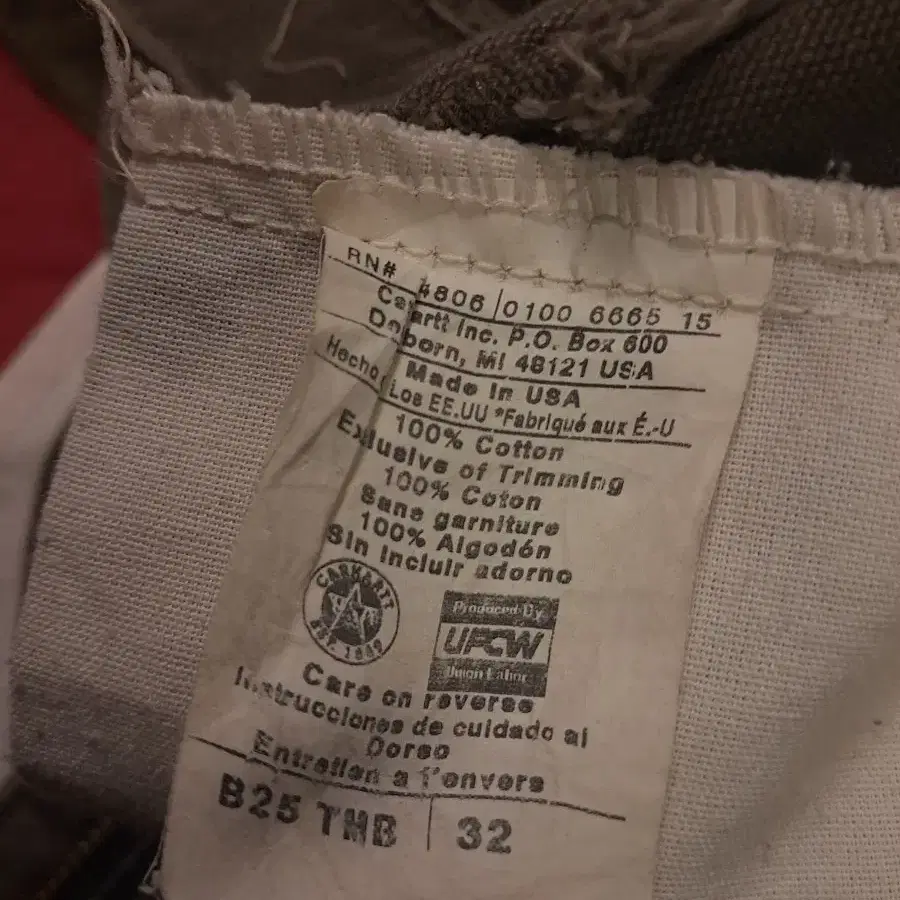 RN# 4806 | 0100 6665 15
Carhartt Inc. P.O. Box 600
Dearborn, MI 48121 USA
Made in USA
Hecho Los EE.UU *Fabriqué aux É.-U
100% Cotton
Exclusive of Trimming
100% Coton
Sans garniture
100% Algodón
Sin incluir adorno
CARHARTT
EST. 1889
Produced By
UFCW
Union Labor
Care on reverse
Instrucciones de cuidado al
Dorso
Entretien a l'envers
B25 TMB | 32